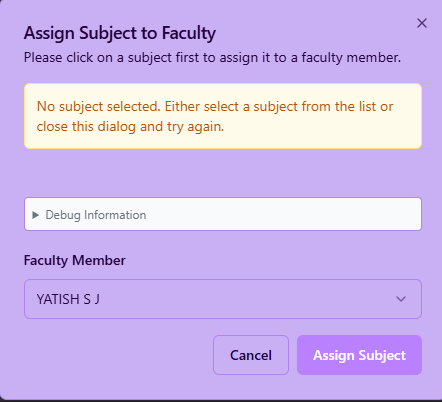 Assign Subject to Faculty
Please click on a subject first to assign it to a faculty member.
No subject selected. Either select a subject from the list or
close this dialog and try again.
Debug Information
Faculty Member
YATISH S J
Cancel
Assign Subject